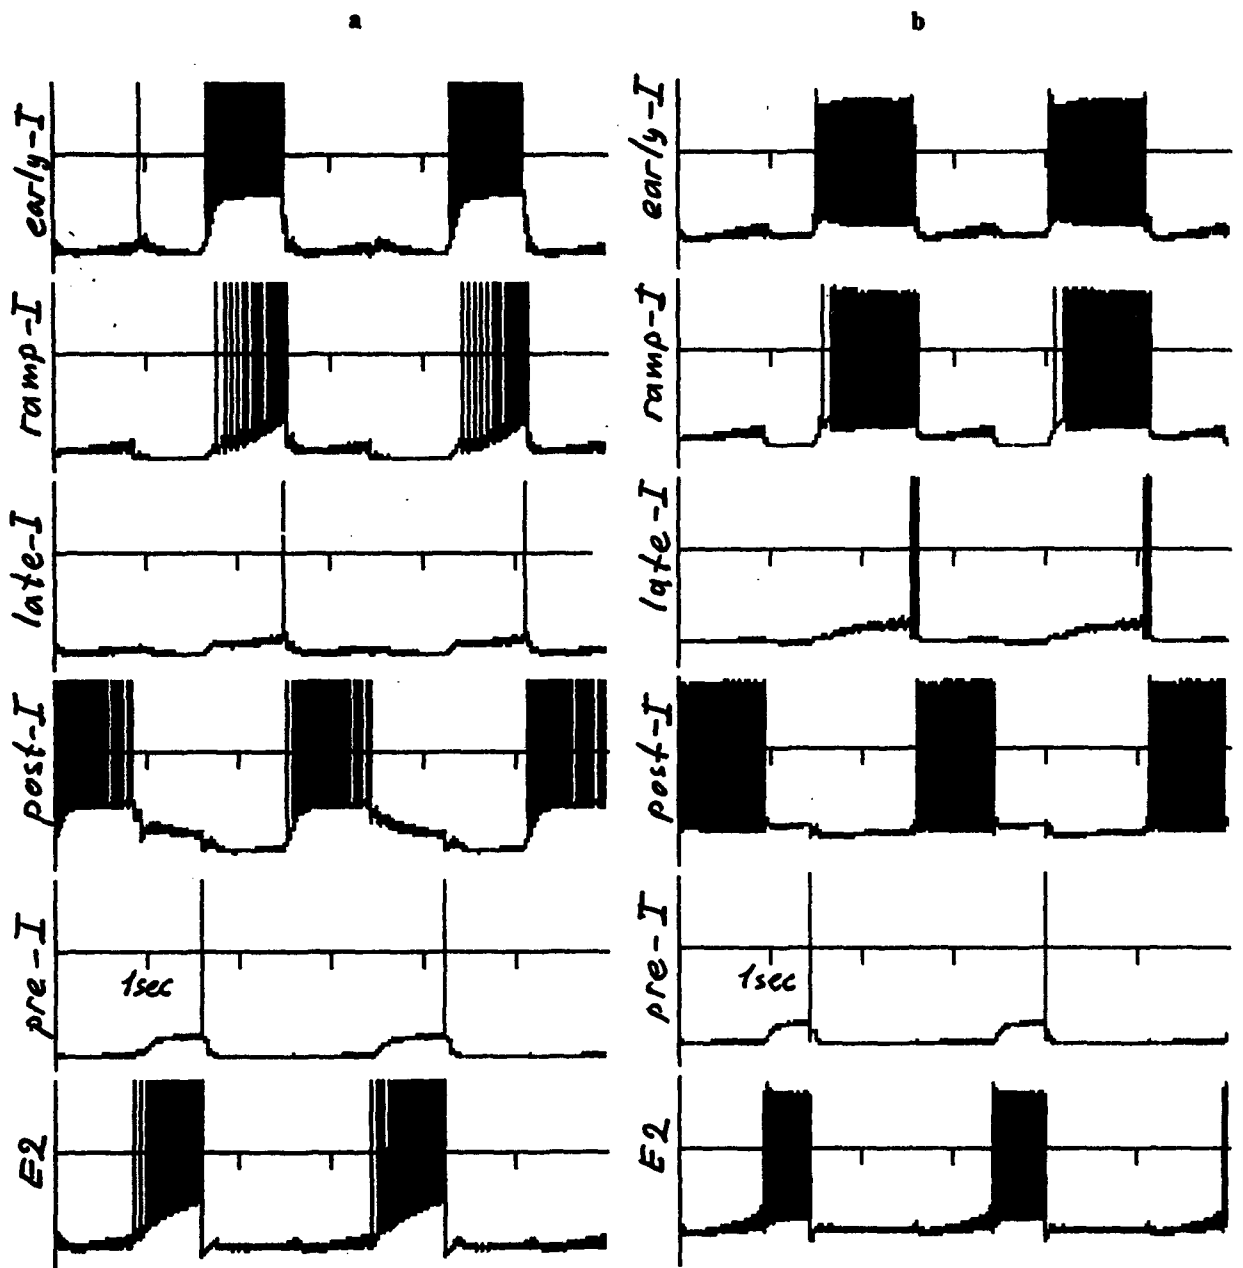 a
b
early-I
early-I
ramp-I
ramp-I
late-I
late-I
post-I
post-I
pre-I
1sec
pre-I
1sec
E2
E2